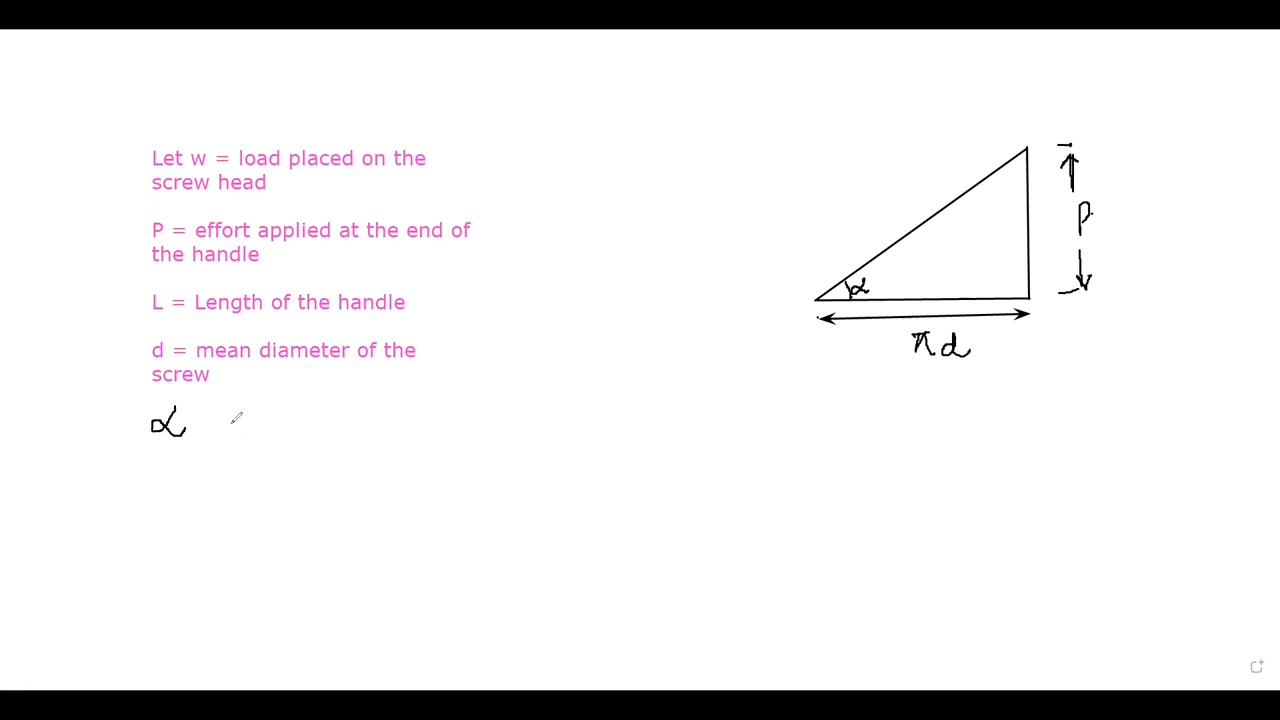 Let w = load placed on the
screw head
P = effort applied at the end of
the handle
L = Length of the handle
d = mean diameter of the
screw
α
α
p
πd